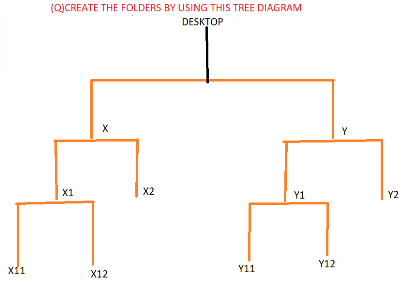 (Q)CREATE THE FOLDERS BY USING THIS TREE DIAGRAM
DESKTOP
X
Y
X1
X2
Y1
Y2
X11
X12
Y11
Y12